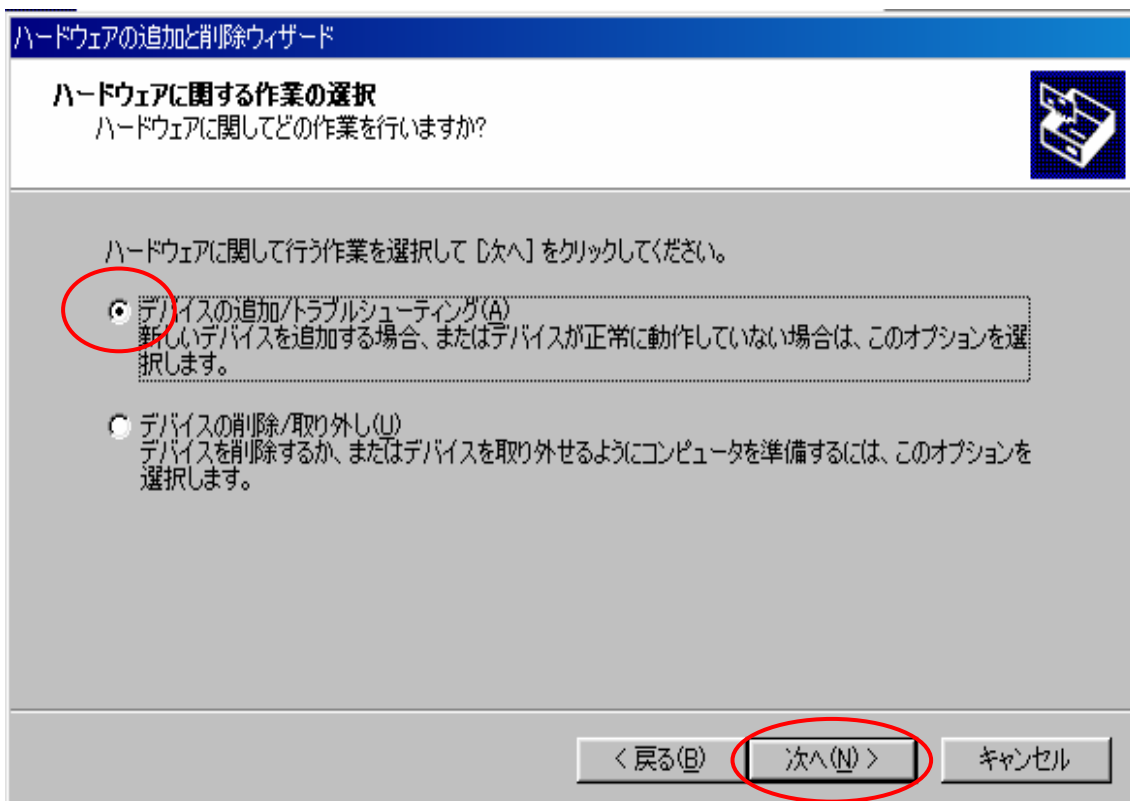 ハードウェアの追加と削除ウィザード
ハードウェアに関する作業の選択
ハードウェアに関してどの作業を行いますか?
ハードウェアに関して行う作業を選択して [次へ] をクリックしてください。
デバイスの追加/トラブルシューティング(A)
新しいデバイスを追加する場合、またはデバイスが正常に動作していない場合は、このオプションを選
択します。
デバイスの削除/取り外し(U)
デバイスを削除するか、またはデバイスを取り外せるようにコンピュータを準備するには、このオプションを
選択します。
< 戻る(B) 次へ(N) > キャンセル